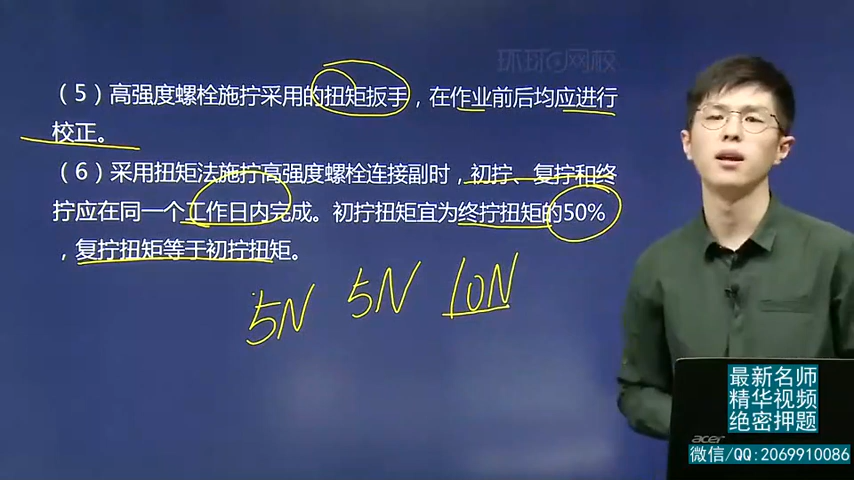 环球网校
（5）高强度螺栓施拧采用的扭矩扳手，在作业前后均应进行
校正。
（6）采用扭矩法施拧高强度螺栓连接副时，初拧、复拧和终
拧应在同一个工作日内完成。初拧扭矩宜为终拧扭矩的50%
，复拧扭矩等于初拧扭矩。
5N 5N 10N
最新名师
精华视频
绝密押题
acer
微信/QQ:2069910086